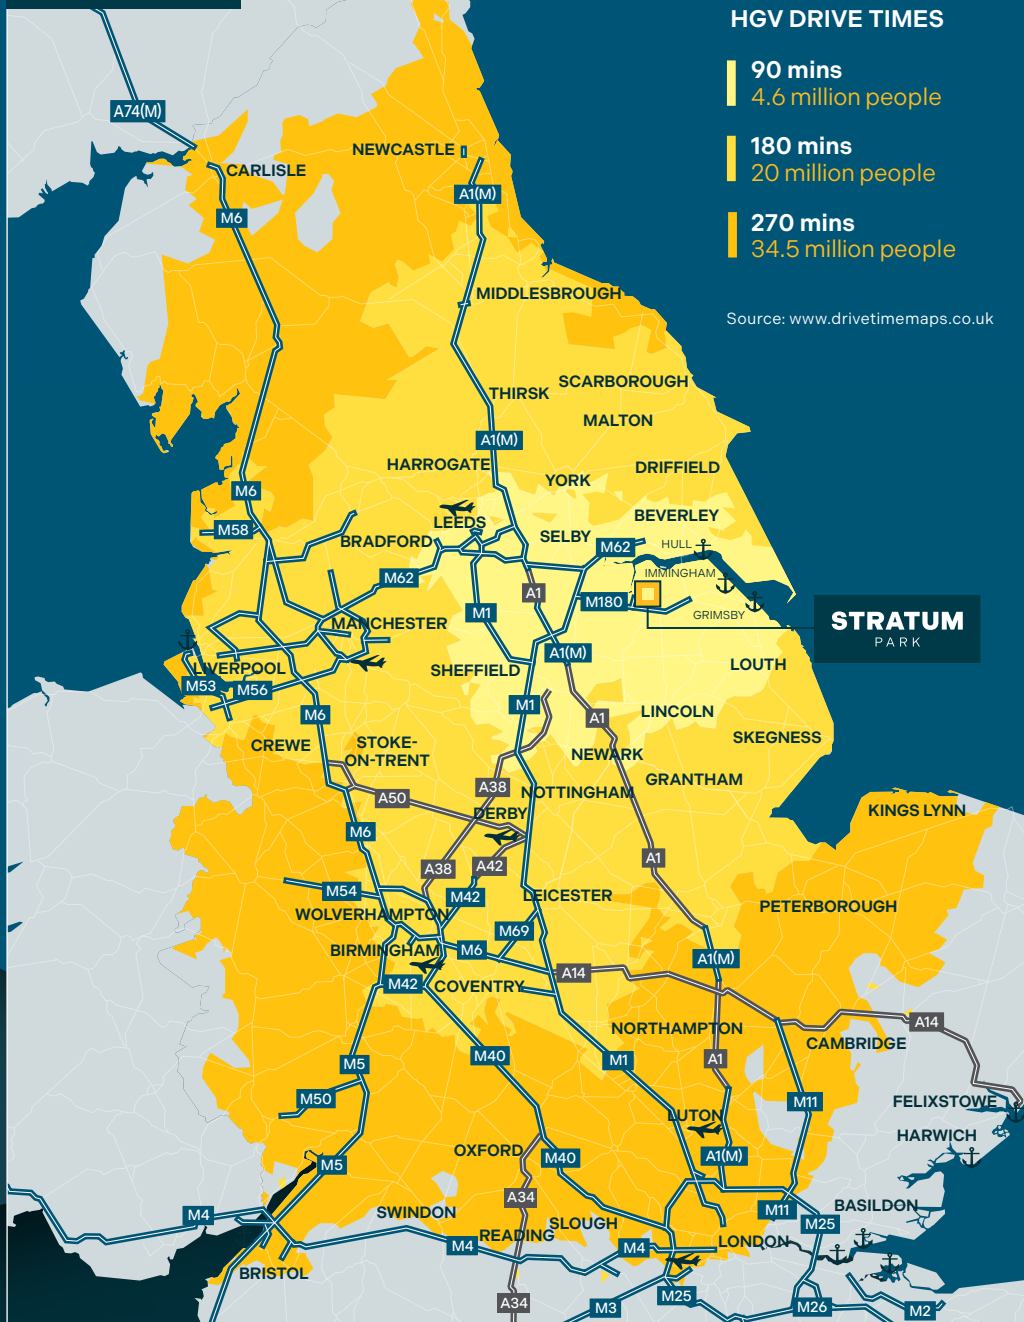 HGV DRIVE TIMES
90 mins
4.6 million people
180 mins
20 million people
270 mins
34.5 million people
Source: www.drivetimemaps.co.uk
A74(M)
NEWCASTLE
CARLISLE
A1(M)
M6
MIDDLESBROUGH
SCARBOROUGH
THIRSK
MALTON
A1(M)
HARROGATE
DRIFFIELD
YORK
M6
BEVERLEY
LEEDS
M58
SELBY
BRADFORD
M62
HULL
M62
IMMINGHAM
A1
M180
M1
GRIMSBY
MANCHESTER
STRATUM
PARK
A1(M)
LIVERPOOL
SHEFFIELD
LOUTH
M53
M56
M1
M6
A1
LINCOLN
SKEGNESS
CREWE
STOKE-
ON-TRENT
NEWARK
GRANTHAM
A38
NOTTINGHAM
A50
DERBY
KINGS LYNN
M6
A1
A38
A42
M54
M42
LEICESTER
PETERBOROUGH
WOLVERHAMPTON
M69
BIRMINGHAM
M6
A1(M)
A14
M42
COVENTRY
A14
NORTHAMPTON
CAMBRIDGE
M40
M1
A1
M5
M50
M11
FELIXSTOWE
LUTON
HARWICH
OXFORD
A1(M)
M40
M5
A34
BASILDON
SWINDON
M11
M4
SLOUGH
M25
READING
M4
M4
LONDON
BRISTOL
M25
A34
M3
M26
M2